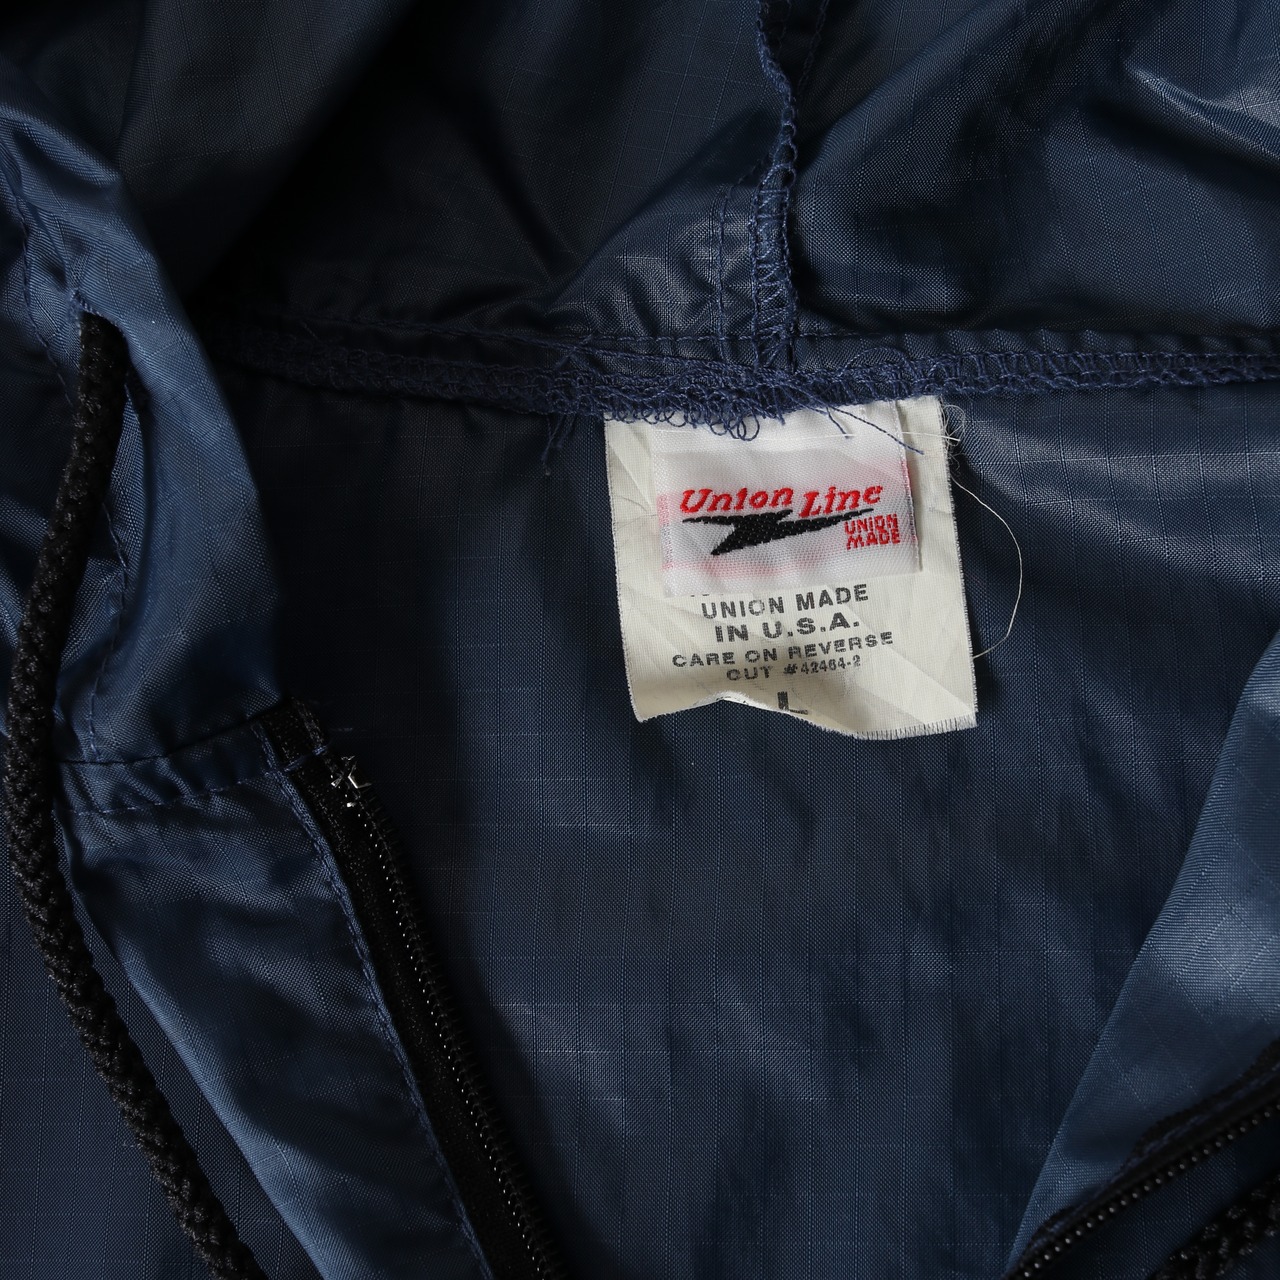 Union Line
UNION
MADE
UNION MADE
IN U.S.A.
CARE ON REVERSE
CUT #42464-2
L